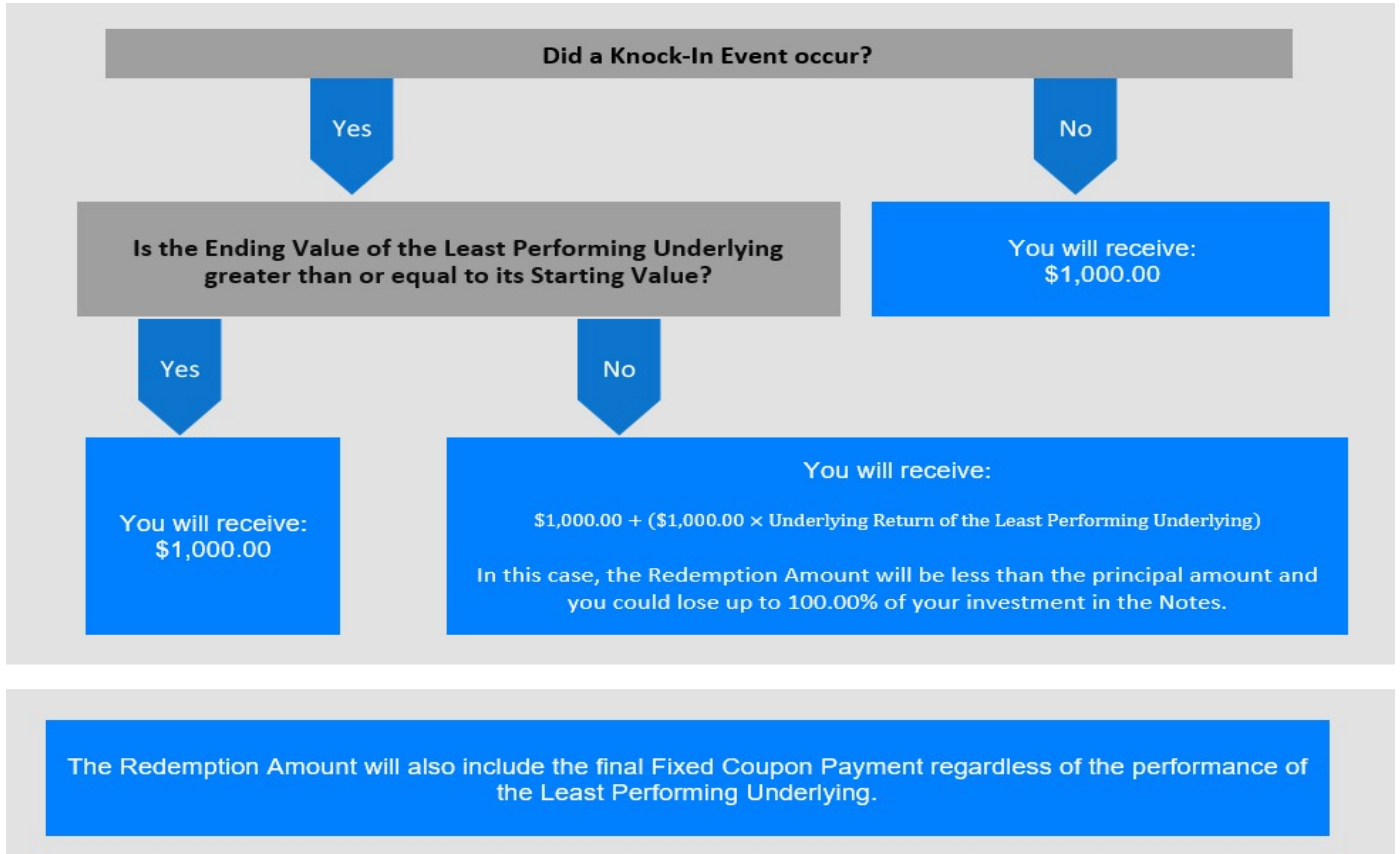 Did a Knock-In Event occur?
Yes
No
Is the Ending Value of the Least Performing Underlying
greater than or equal to its Starting Value?
You will receive:
$1,000.00
Yes
No
You will receive:
$1,000.00
You will receive:
$1,000.00 + ($1,000.00 × Underlying Return of the Least Performing Underlying)
In this case, the Redemption Amount will be less than the principal amount and
you could lose up to 100.00% of your investment in the Notes.
The Redemption Amount will also include the final Fixed Coupon Payment regardless of the performance of
the Least Performing Underlying.